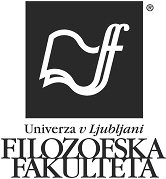 ®
Univerza v Ljubljani
FILOZOFSKA
FAKULTETA